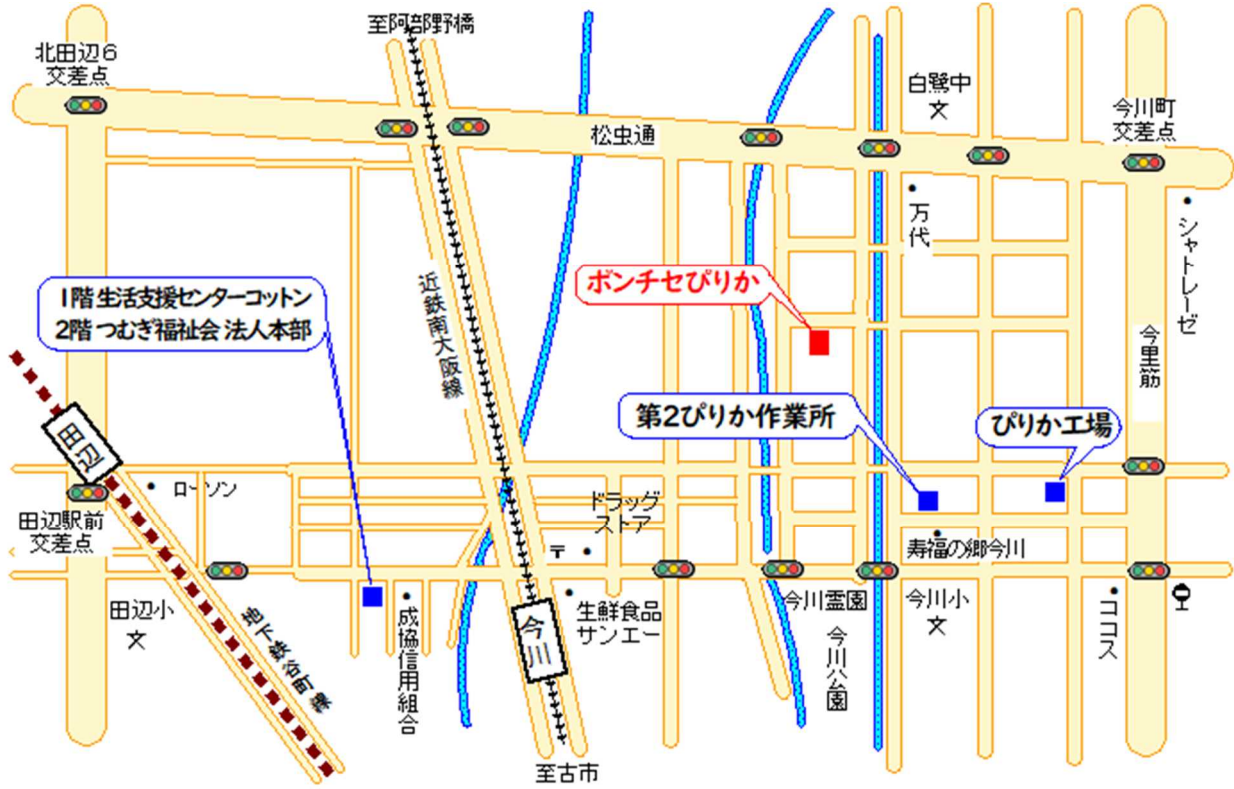 至阿部野橋
北田辺6
交差点
白鷺中
文
今川町
交差点
松虫通
万代
シャトレーゼ
1階 生活支援センターコットン
2階 つむぎ福祉会 法人本部
近鉄南大阪線
ポンチセぴりか
今里筋
第2ぴりか作業所
ぴりか工場
田辺
ローソン
ドラッグ
ストア
田辺駅前
交差点
〒
寿福の郷今川
田辺小
文
地下鉄谷町線
成協信用組合
今川
生鮮食品
サンエー
今川霊園
今川公園
今川小
文
ココス
至古市